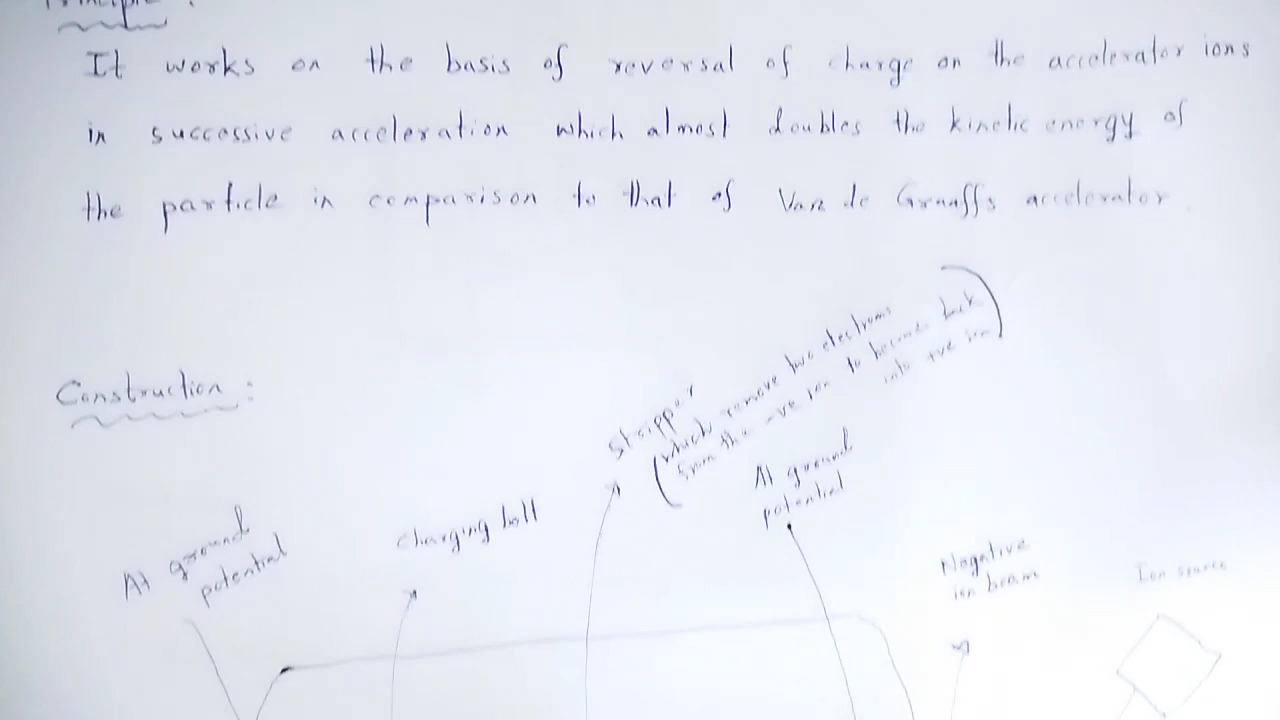 Principle :
It works on the basis of reversal of charge on the accelerator ions
in successive acceleration which almost doubles the kinetic energy of
the particle in comparison to that of Van de Graaff's accelerator.
Construction :
Stripper
(which remove two electrons
from the -ve ion to become back
into +ve ion)
At ground
potential
Charging belt
At ground
potential
Negative
ion beam
Ion source